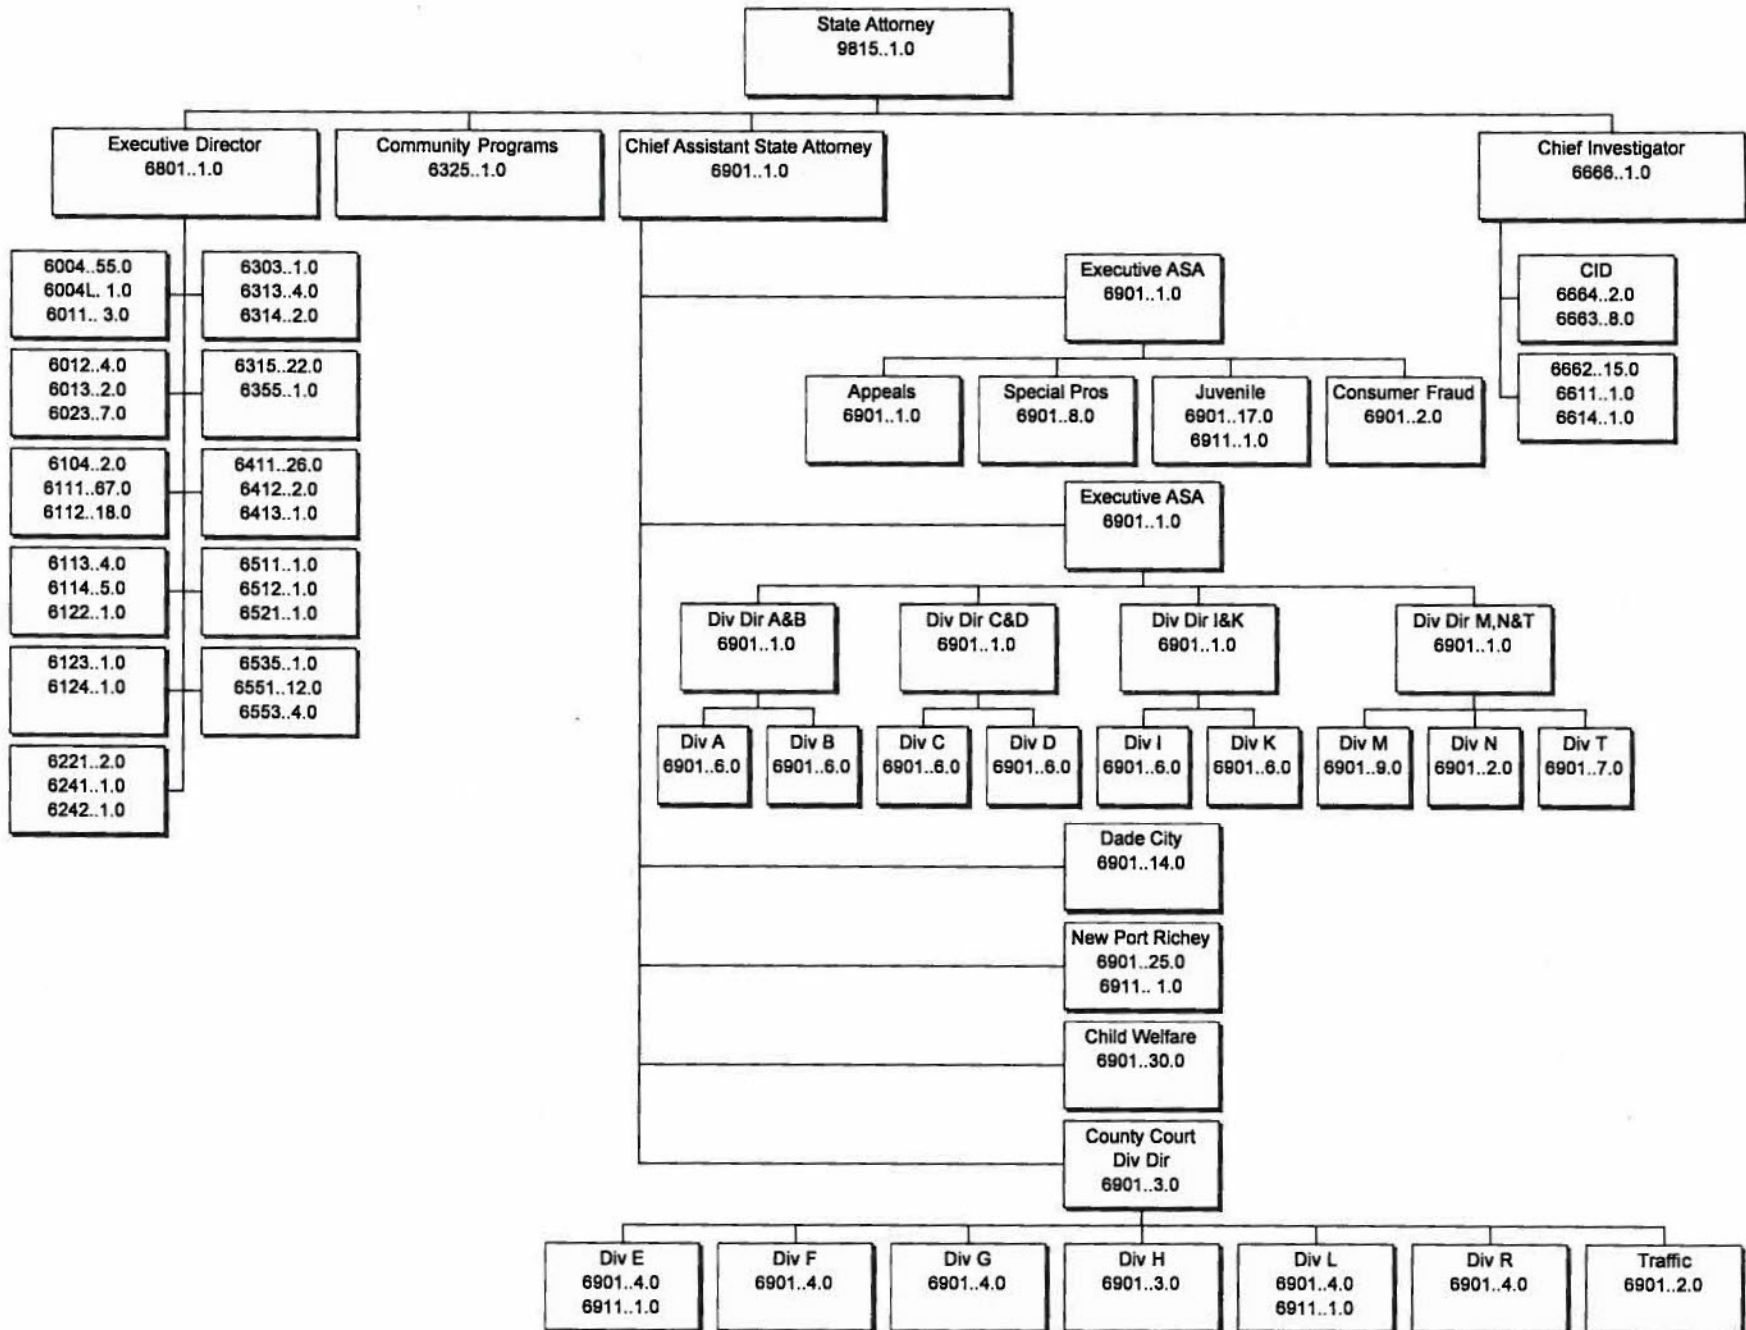 State Attorney
9815..1.0
Executive Director
6801..1.0
Community Programs
6325..1.0
Chief Assistant State Attorney
6901..1.0
Chief Investigator
6666..1.0
6004..55.0
6004L. 1.0
6011.. 3.0
6303..1.0
6313..4.0
6314..2.0
6012..4.0
6013..2.0
6023..7.0
6315..22.0
6355..1.0
6104..2.0
6111..67.0
6112..18.0
6411..26.0
6412..2.0
6413..1.0
6113..4.0
6114..5.0
6122..1.0
6511..1.0
6512..1.0
6521..1.0
6123..1.0
6124..1.0
6535..1.0
6551..12.0
6553..4.0
6221..2.0
6241..1.0
6242..1.0
Executive ASA
6901..1.0
Appeals
6901..1.0
Special Pros
6901..8.0
Juvenile
6901..17.0
6911..1.0
Consumer Fraud
6901..2.0
CID
6664..2.0
6663..8.0
6662..15.0
6611..1.0
6614..1.0
Executive ASA
6901..1.0
Div Dir A&B
6901..1.0
Div Dir C&D
6901..1.0
Div Dir I&K
6901..1.0
Div Dir M,N&T
6901..1.0
Div A
6901..6.0
Div B
6901..6.0
Div C
6901..6.0
Div D
6901..6.0
Div I
6901..6.0
Div K
6901..6.0
Div M
6901..9.0
Div N
6901..2.0
Div T
6901..7.0
Dade City
6901..14.0
New Port Richey
6901..25.0
6911.. 1.0
Child Welfare
6901..30.0
County Court
Div Dir
6901..3.0
Div E
6901..4.0
6911..1.0
Div F
6901..4.0
Div G
6901..4.0
Div H
6901..3.0
Div L
6901..4.0
6911..1.0
Div R
6901..4.0
Traffic
6901..2.0